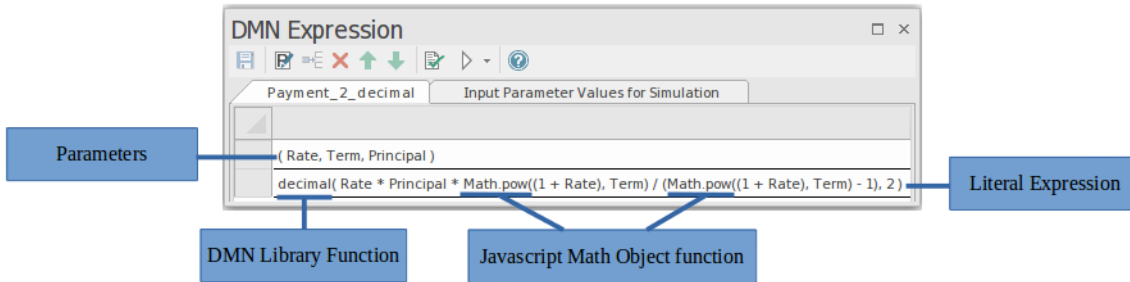 DMN Expression
Payment_2_decimal
Input Parameter Values for Simulation
Parameters
( Rate, Term, Principal )
decimal( Rate * Principal * Math.pow((1 + Rate), Term) / (Math.pow((1 + Rate), Term) - 1), 2 )
Literal Expression
DMN Library Function
Javascript Math Object function